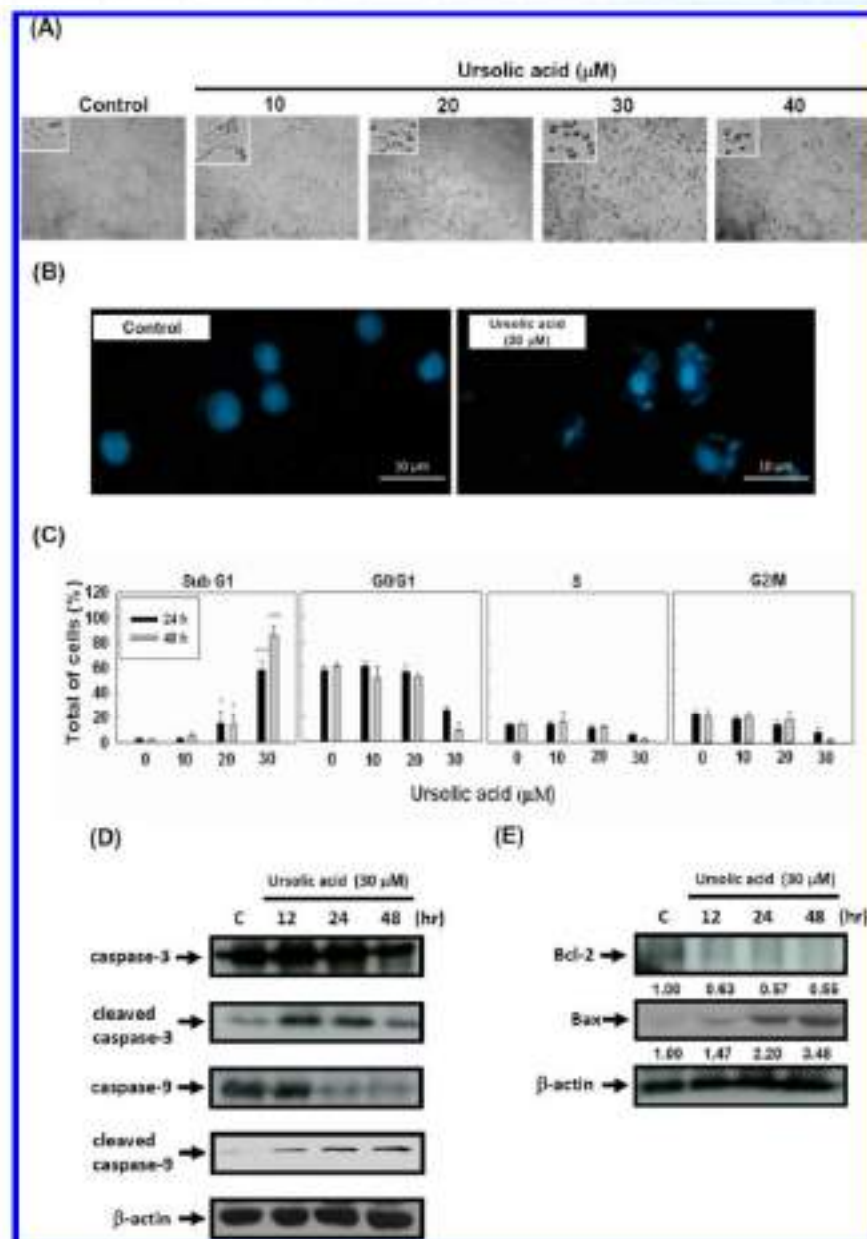 (A)
Ursolic acid (μM)
Control 10 20 30 40
(B)
Control
Ursolic acid
(30 μM)
10 μm
10 μm
(C)
Sub G1 G0/G1 S G2/M
Total of cells (%)
120
100
80
60
40
20
0
24 h
48 h
0 10 20 30 0 10 20 30 0 10 20 30 0 10 20 30
Ursolic acid (μM)
(D)
Ursolic acid (30 μM)
C 12 24 48 (hr)
caspase-3
cleaved
caspase-3
caspase-9
cleaved
caspase-9
β-actin
(E)
Ursolic acid (30 μM)
C 12 24 48 (hr)
Bcl-2
1.00 0.63 0.57 0.55
Bax
1.00 1.47 2.20 3.48
β-actin